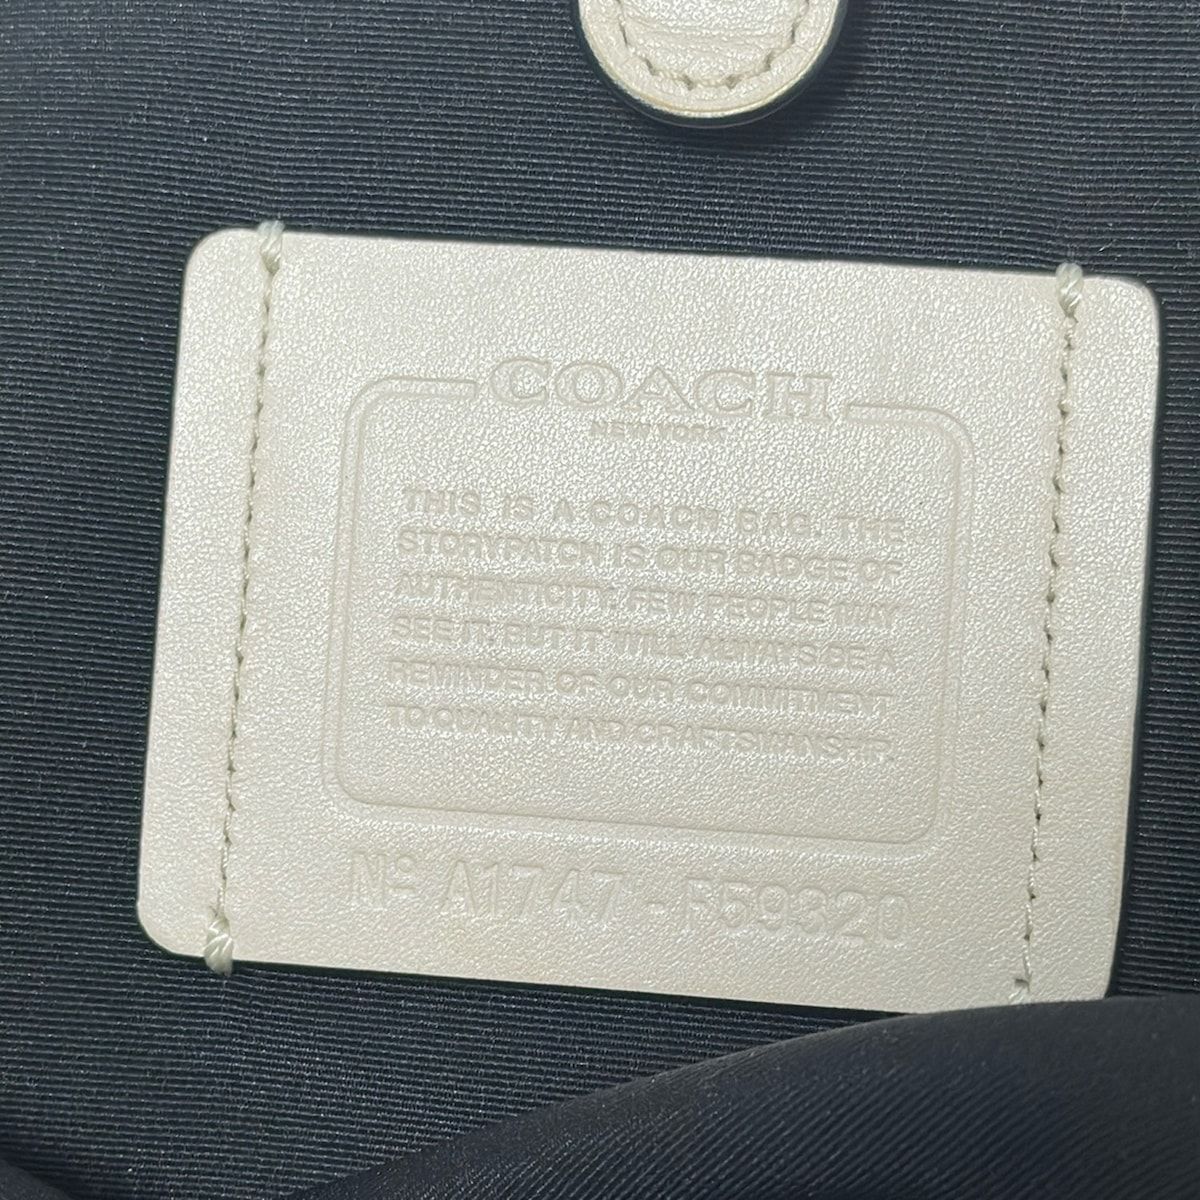 COACH
NEW YORK
THIS IS A COACH BAG. THE
STORYPATCH IS OUR BADGE OF
AUTHENTICITY. FEW PEOPLE MAY
SEE IT. BUT IT WILL ALWAYS BE A
REMINDER OF OUR COMMITMENT
TO QUALITY AND CRAFTSMANSHIP.
Nº A1747-F59320